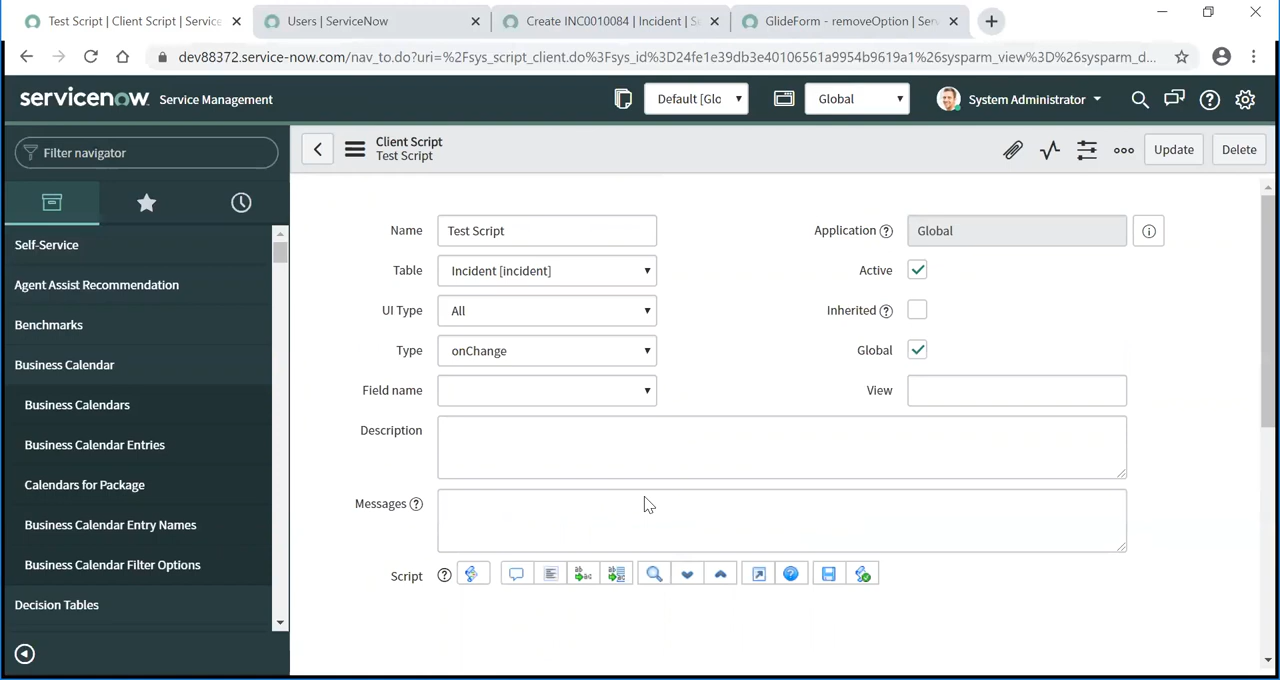 Test Script | Client Script | Service
Users | ServiceNow
Create INC0010084 | Incident | S
GlideForm - removeOption | Serv
dev88372.service-now.com/nav_to.do?uri=%2Fsys_script_client.do%3Fsys_id%3D24fe1e39db3e40106561a9954b9619a1%26sysparm_view%3D%26sysparm_d...
servicenow Service Management
Default [Glo
Global
System Administrator
Filter navigator
Client Script
Test Script
Update
Delete
Self-Service
Agent Assist Recommendation
Benchmarks
Business Calendar
Business Calendars
Business Calendar Entries
Calendars for Package
Business Calendar Entry Names
Business Calendar Filter Options
Decision Tables
Name Test Script
Application Global
Table Incident [incident]
Active
UI Type All
Inherited
Type onChange
Global
Field name
View
Description
Messages
Script